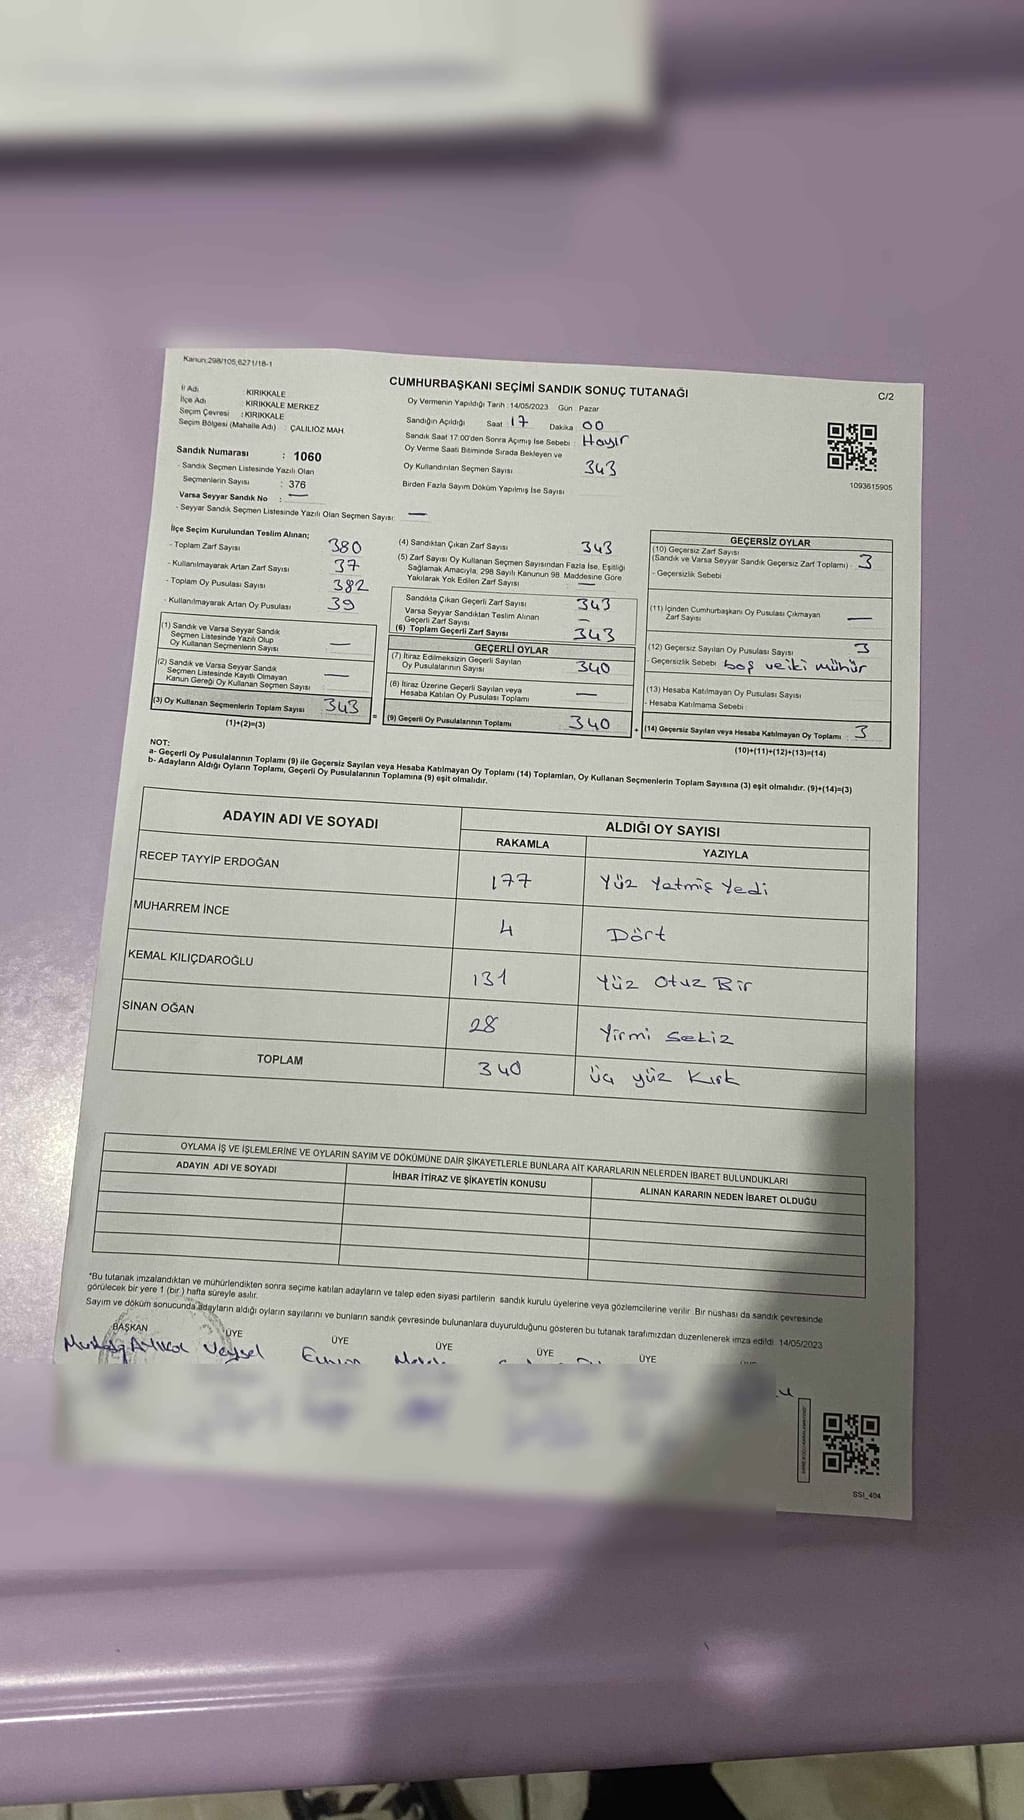 Kanun:298/105,6271/18-1
CUMHURBAŞKANI SEÇİMİ SANDIK SONUÇ TUTANAĞI
C/2
İl Adı KIRIKKALE
İlçe Adı : KIRIKKALE MERKEZ
Seçim Çevresi : KIRIKKALE
Seçim Bölgesi (Mahalle Adı) : ÇALILIÖZ MAH.
Sandık Numarası : 1060
- Sandık Seçmen Listesinde Yazılı Olan
Seçmenlerin Sayısı : 376
Varsa Seyyar Sandık No : —
- Seyyar Sandık Seçmen Listesinde Yazılı Olan Seçmen Sayısı: —
Oy Vermenin Yapıldığı Tarih : 14/05/2023 Gün : Pazar
Sandığın Açıldığı Saat 17 Dakika 00
Sandık Saat 17:00'den Sonra Açımış İse Sebebi : Hayır
Oy Verme Saati Bitiminde Sırada Bekleyen ve
Oy Kullandırılan Seçmen Sayısı 343
Birden Fazla Sayım Döküm Yapılmış İse Sayısı
1093615905
İlçe Seçim Kurulundan Teslim Alınan;
- Toplam Zarf Sayısı 380
- Kullanılmayarak Artan Zarf Sayısı 37
- Toplam Oy Pusulası Sayısı 382
- Kullanılmayarak Artan Oy Pusulası 39
(1) Sandık ve Varsa Seyyar Sandık
Seçmen Listesinde Yazılı Olup
Oy Kullanan Seçmenlerin Sayısı —
(2) Sandık ve Varsa Seyyar Sandık
Seçmen Listesinde Kayıtlı Olmayan
Kanun Gereği Oy Kullanan Seçmen Sayısı —
(3) Oy Kullanan Seçmenlerin Toplam Sayısı 343
(1)+(2)=(3)
(4) Sandıktan Çıkan Zarf Sayısı 343
(5) Zarf Sayısı Oy Kullanan Seçmen Sayısından Fazla İse, Eşitliği
Sağlamak Amacıyla, 298 Sayılı Kanunun 98. Maddesine Göre
Yakılarak Yok Edilen Zarf Sayısı —
Sandıkta Çıkan Geçerli Zarf Sayısı 343
Varsa Seyyar Sandıktan Teslim Alınan
Geçerli Zarf Sayısı —
(6) Toplam Geçerli Zarf Sayısı 343
GEÇERLİ OYLAR
(7) İtiraz Edilmeksizin Geçerli Sayılan
Oy Pusulalarının Sayısı 340
(8) İtiraz Üzerine Geçerli Sayılan veya
Hesaba Katılan Oy Pusulası Toplamı —
= (9) Geçerli Oy Pusulalarının Toplamı 340
GEÇERSİZ OYLAR
(10) Geçersiz Zarf Sayısı
(Sandık ve Varsa Seyyar Sandık Geçersiz Zarf Toplamı) : 3
- Geçersizlik Sebebi
(11) İçinden Cumhurbaşkanı Oy Pusulası Çıkmayan
Zarf Sayısı —
(12) Geçersiz Sayılan Oy Pusulası Sayısı 3
- Geçersizlik Sebebi boş ve iki mühür
(13) Hesaba Katılmayan Oy Pusulası Sayısı
- Hesaba Katılmama Sebebi :
+ (14) Geçersiz Sayılan veya Hesaba Katılmayan Oy Toplamı : 3
(10)+(11)+(12)+(13)=(14)
NOT:
a- Geçerli Oy Pusulalarının Toplamı (9) ile Geçersiz Sayılan veya Hesaba Katılmayan Oy Toplamı (14) Toplamları, Oy Kullanan Seçmenlerin Toplam Sayısına (3) eşit olmalıdır. (9)+(14)=(3)
b- Adayların Aldığı Oyların Toplamı, Geçerli Oy Pusulalarının Toplamına (9) eşit olmalıdır.
ADAYIN ADI VE SOYADI ALDIĞI OY SAYISI
RAKAMLA YAZIYLA
RECEP TAYYİP ERDOĞAN 177 Yüz Yetmiş Yedi
MUHARREM İNCE 4 Dört
KEMAL KILIÇDAROĞLU 131 Yüz Otuz Bir
SİNAN OĞAN 28 Yirmi Sekiz
TOPLAM 340 üç yüz Kırk
OYLAMA İŞ VE İŞLEMLERİNE VE OYLARIN SAYIM VE DÖKÜMÜNE DAİR ŞİKAYETLERLE BUNLARA AİT KARARLARIN NELERDEN İBARET BULUNDUKLARI
ADAYIN ADI VE SOYADI İHBAR İTİRAZ VE ŞİKAYETİN KONUSU ALINAN KARARIN NEDEN İBARET OLDUĞU
*Bu tutanak imzalandıktan ve mühürlendikten sonra seçime katılan adayların ve talep eden siyasi partilerin sandık kurulu üyelerine veya gözlemcilerine verilir. Bir nüshası da sandık çevresinde
görülecek bir yere 1 (bir) hafta süreyle asılır.
Sayım ve döküm sonucunda adayların aldığı oyların sayılarını ve bunların sandık çevresinde bulunanlara duyurulduğunu gösteren bu tutanak tarafımızdan düzenlenerek imza edildi. 14/05/2023
BAŞKAN ÜYE ÜYE ÜYE ÜYE ÜYE
Veysel
SSI_404